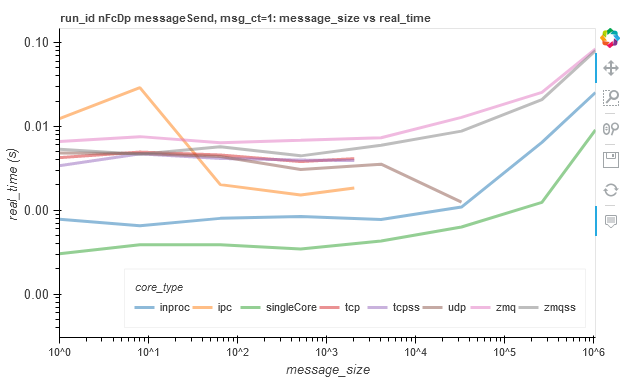 run_id nFcDp messageSend, msg_ct=1: message_size vs real_time
0.10
0.01
0.00
0.00
real_time (s)
core_type
inproc ipc singleCore tcp tcpss udp zmq zmqss
10^0 10^1 10^2 10^3 10^4 10^5 10^6
message_size